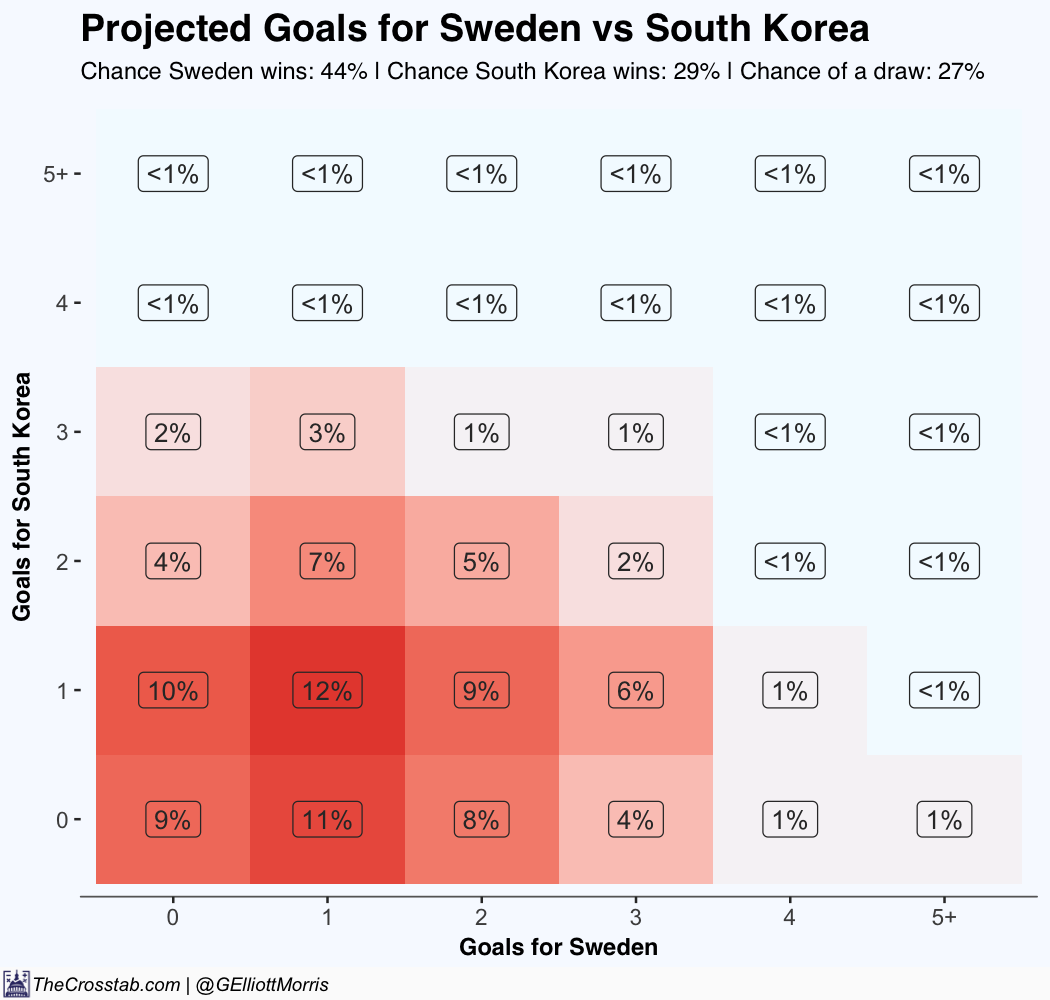 Projected Goals for Sweden vs South Korea
Chance Sweden wins: 44% | Chance South Korea wins: 29% | Chance of a draw: 27%
Goals for South Korea
5+ <1% <1% <1% <1% <1% <1%
4 <1% <1% <1% <1% <1% <1%
3 2% 3% 1% 1% <1% <1%
2 4% 7% 5% 2% <1% <1%
1 10% 12% 9% 6% 1% <1%
0 9% 11% 8% 4% 1% 1%
0 1 2 3 4 5+
Goals for Sweden
TheCrosstab.com | @GElliottMorris